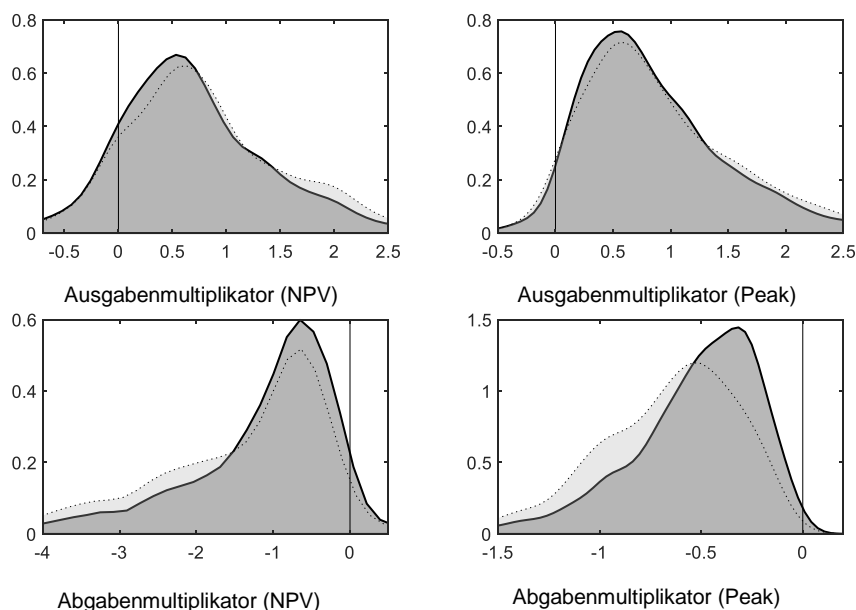 0.8
0.6
0.4
0.2
0
-0.5 0 0.5 1 1.5 2 2.5
Ausgabenmultiplikator (NPV)
0.8
0.6
0.4
0.2
0
-0.5 0 0.5 1 1.5 2 2.5
Ausgabenmultiplikator (Peak)
0.6
0.4
0.2
0
-4 -3 -2 -1 0
Abgabenmultiplikator (NPV)
1.5
1
0.5
0
-1.5 -1 -0.5 0
Abgabenmultiplikator (Peak)